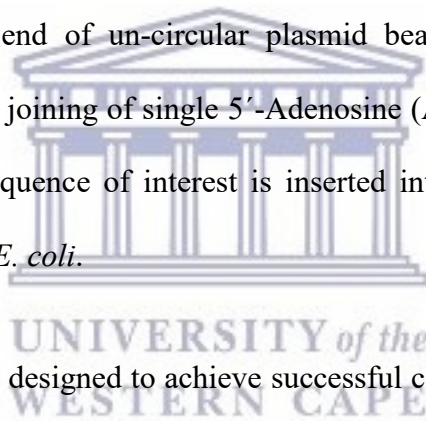 end of un-circular plasmid bea
joining of single 5′-Adenosine (A
quence of interest is inserted in
E. coli.
UNIVERSITY of the
designed to achieve successful c
WESTERN CAPE